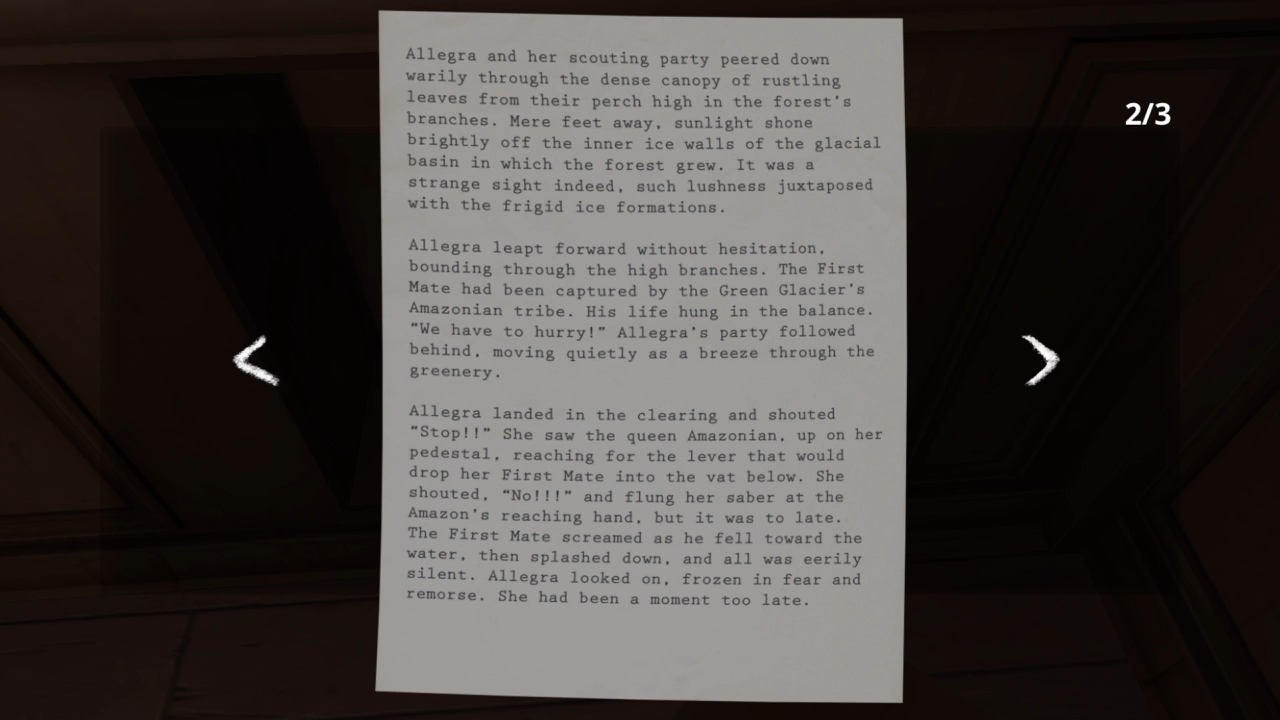 Allegra and her scouting party peered down
warily through the dense canopy of rustling
leaves from their perch high in the forest's
branches. Mere feet away, sunlight shone
brightly off the inner ice walls of the glacial
basin in which the forest grew. It was a
strange sight indeed, such lushness juxtaposed
with the frigid ice formations.
Allegra leapt forward without hesitation,
bounding through the high branches. The First
Mate had been captured by the Green Glacier's
Amazonian tribe. His life hung in the balance.
“We have to hurry!” Allegra's party followed
behind, moving quietly as a breeze through the
greenery.
Allegra landed in the clearing and shouted
“Stop!!” She saw the queen Amazonian, up on her
pedestal, reaching for the lever that would
drop her First Mate into the vat below. She
shouted, “No!!!” and flung her saber at the
Amazon's reaching hand, but it was to late.
The First Mate screamed as he fell toward the
water, then splashed down, and all was eerily
silent. Allegra looked on, frozen in fear and
remorse. She had been a moment too late.
2/3